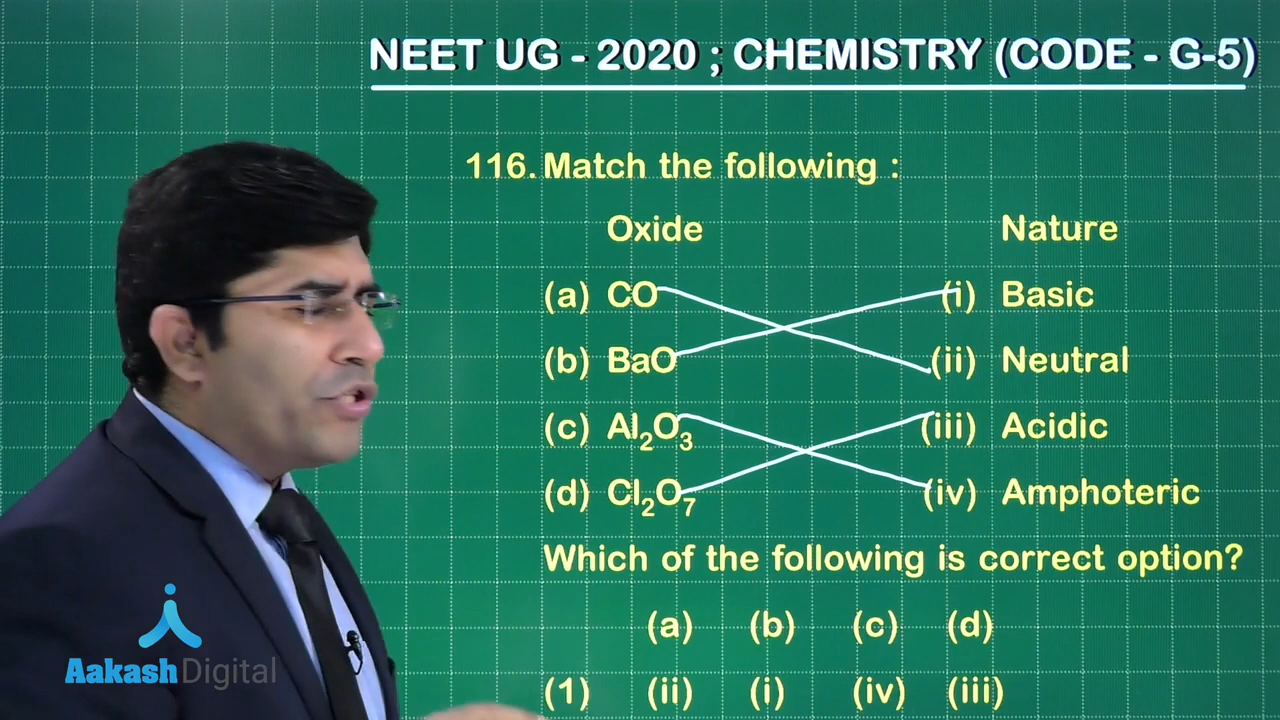 NEET UG - 2020 ; CHEMISTRY (CODE - G-5)
116. Match the following :
Oxide Nature
(a) CO (i) Basic
(b) BaO (ii) Neutral
(c) Al₂O₃ (iii) Acidic
(d) Cl₂O₇ (iv) Amphoteric
Which of the following is correct option?
(a) (b) (c) (d)
(1) (ii) (i) (iv) (iii)
Aakash Digital